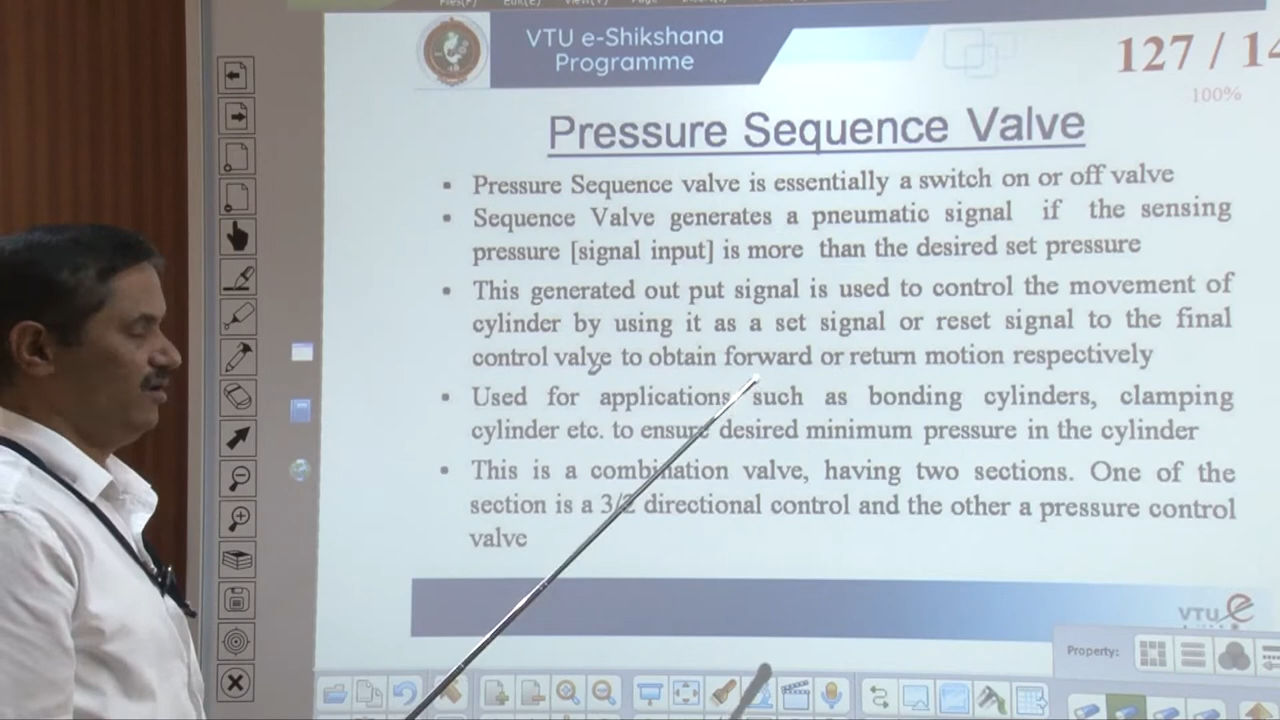 VTU e-Shikshana
Programme
127 / 14
100%
Pressure Sequence Valve
Pressure Sequence valve is essentially a switch on or off valve
Sequence Valve generates a pneumatic signal if the sensing
pressure [signal input] is more than the desired set pressure
This generated out put signal is used to control the movement of
cylinder by using it as a set signal or reset signal to the final
control valve to obtain forward or return motion respectively
Used for applications such as bonding cylinders, clamping
cylinder etc. to ensure desired minimum pressure in the cylinder
This is a combination valve, having two sections. One of the
section is a 3/2 directional control and the other a pressure control
valve
VTU e
Property: